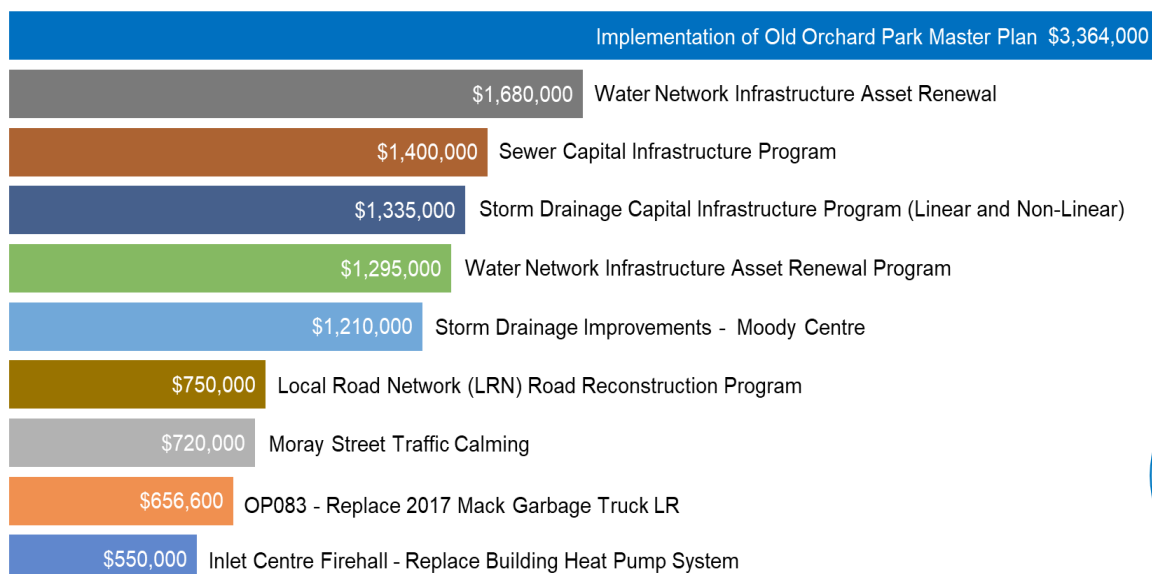 Implementation of Old Orchard Park Master Plan $3,364,000
$1,680,000 Water Network Infrastructure Asset Renewal
$1,400,000 Sewer Capital Infrastructure Program
$1,335,000 Storm Drainage Capital Infrastructure Program (Linear and Non-Linear)
$1,295,000 Water Network Infrastructure Asset Renewal Program
$1,210,000 Storm Drainage Improvements - Moody Centre
$750,000 Local Road Network (LRN) Road Reconstruction Program
$720,000 Moray Street Traffic Calming
$656,600 OP083 - Replace 2017 Mack Garbage Truck LR
$550,000 Inlet Centre Firehall - Replace Building Heat Pump System